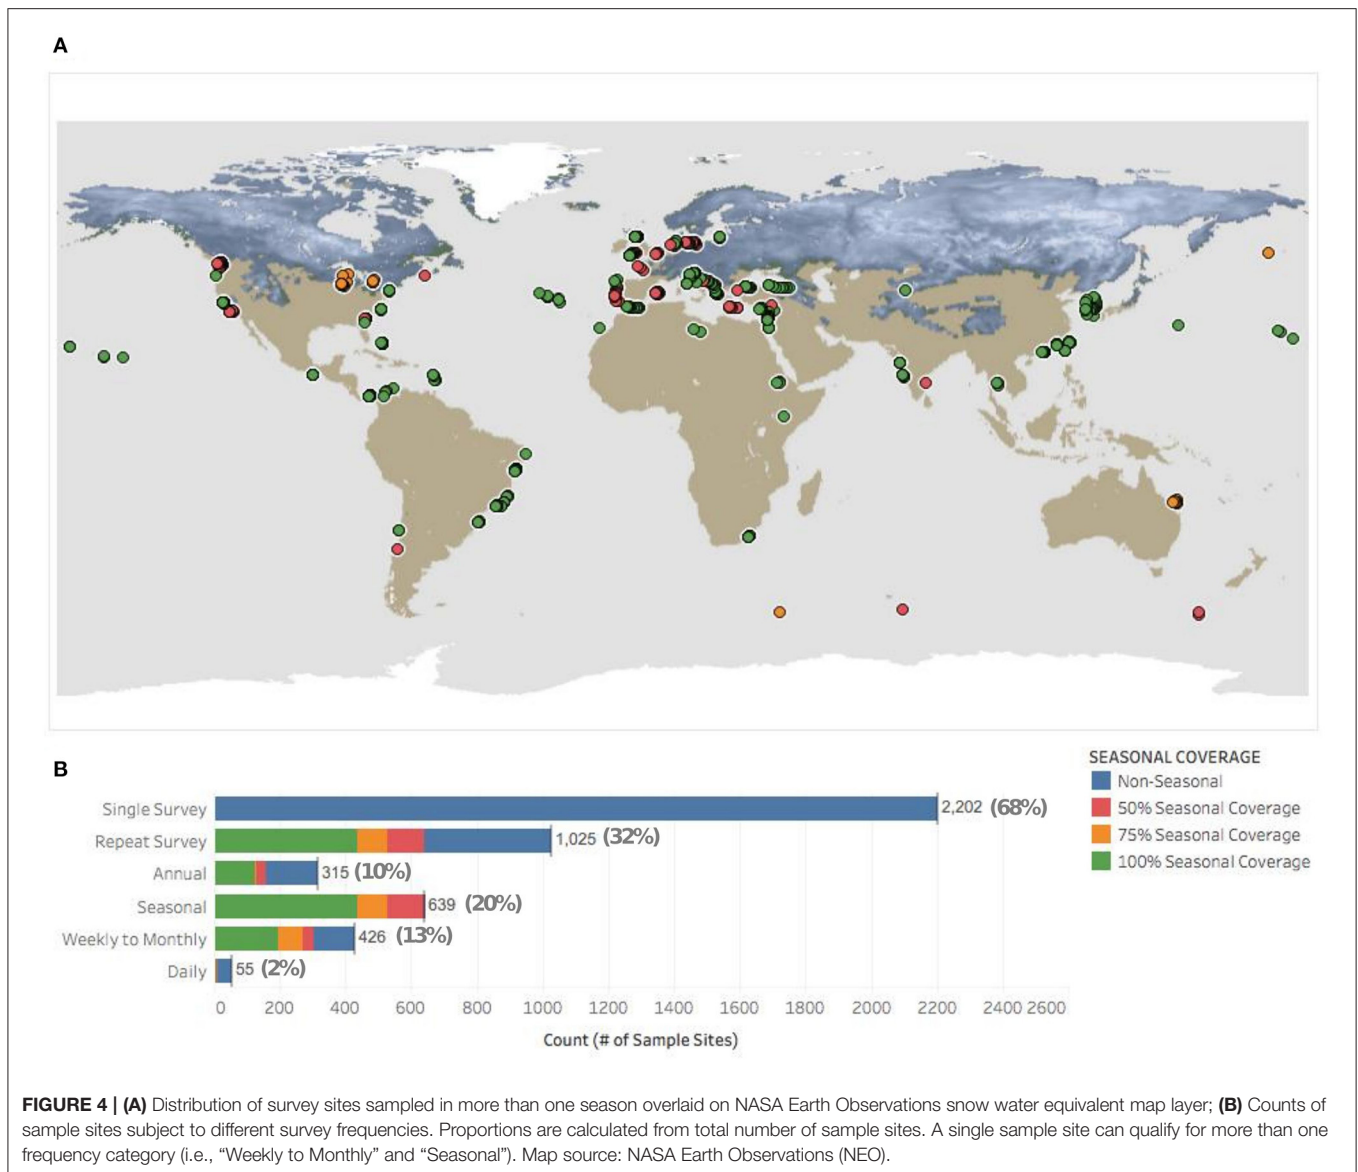 A
B
SEASONAL COVERAGE
Non-Seasonal
50% Seasonal Coverage
75% Seasonal Coverage
100% Seasonal Coverage
Single Survey 2,202 (68%)
Repeat Survey 1,025 (32%)
Annual 315 (10%)
Seasonal 639 (20%)
Weekly to Monthly 426 (13%)
Daily 55 (2%)
0 200 400 600 800 1000 1200 1400 1600 1800 2000 2200 2400 2600
Count (# of Sample Sites)
FIGURE 4 | (A) Distribution of survey sites sampled in more than one season overlaid on NASA Earth Observations snow water equivalent map layer; (B) Counts of
sample sites subject to different survey frequencies. Proportions are calculated from total number of sample sites. A single sample site can qualify for more than one
frequency category (i.e., “Weekly to Monthly” and “Seasonal”). Map source: NASA Earth Observations (NEO).